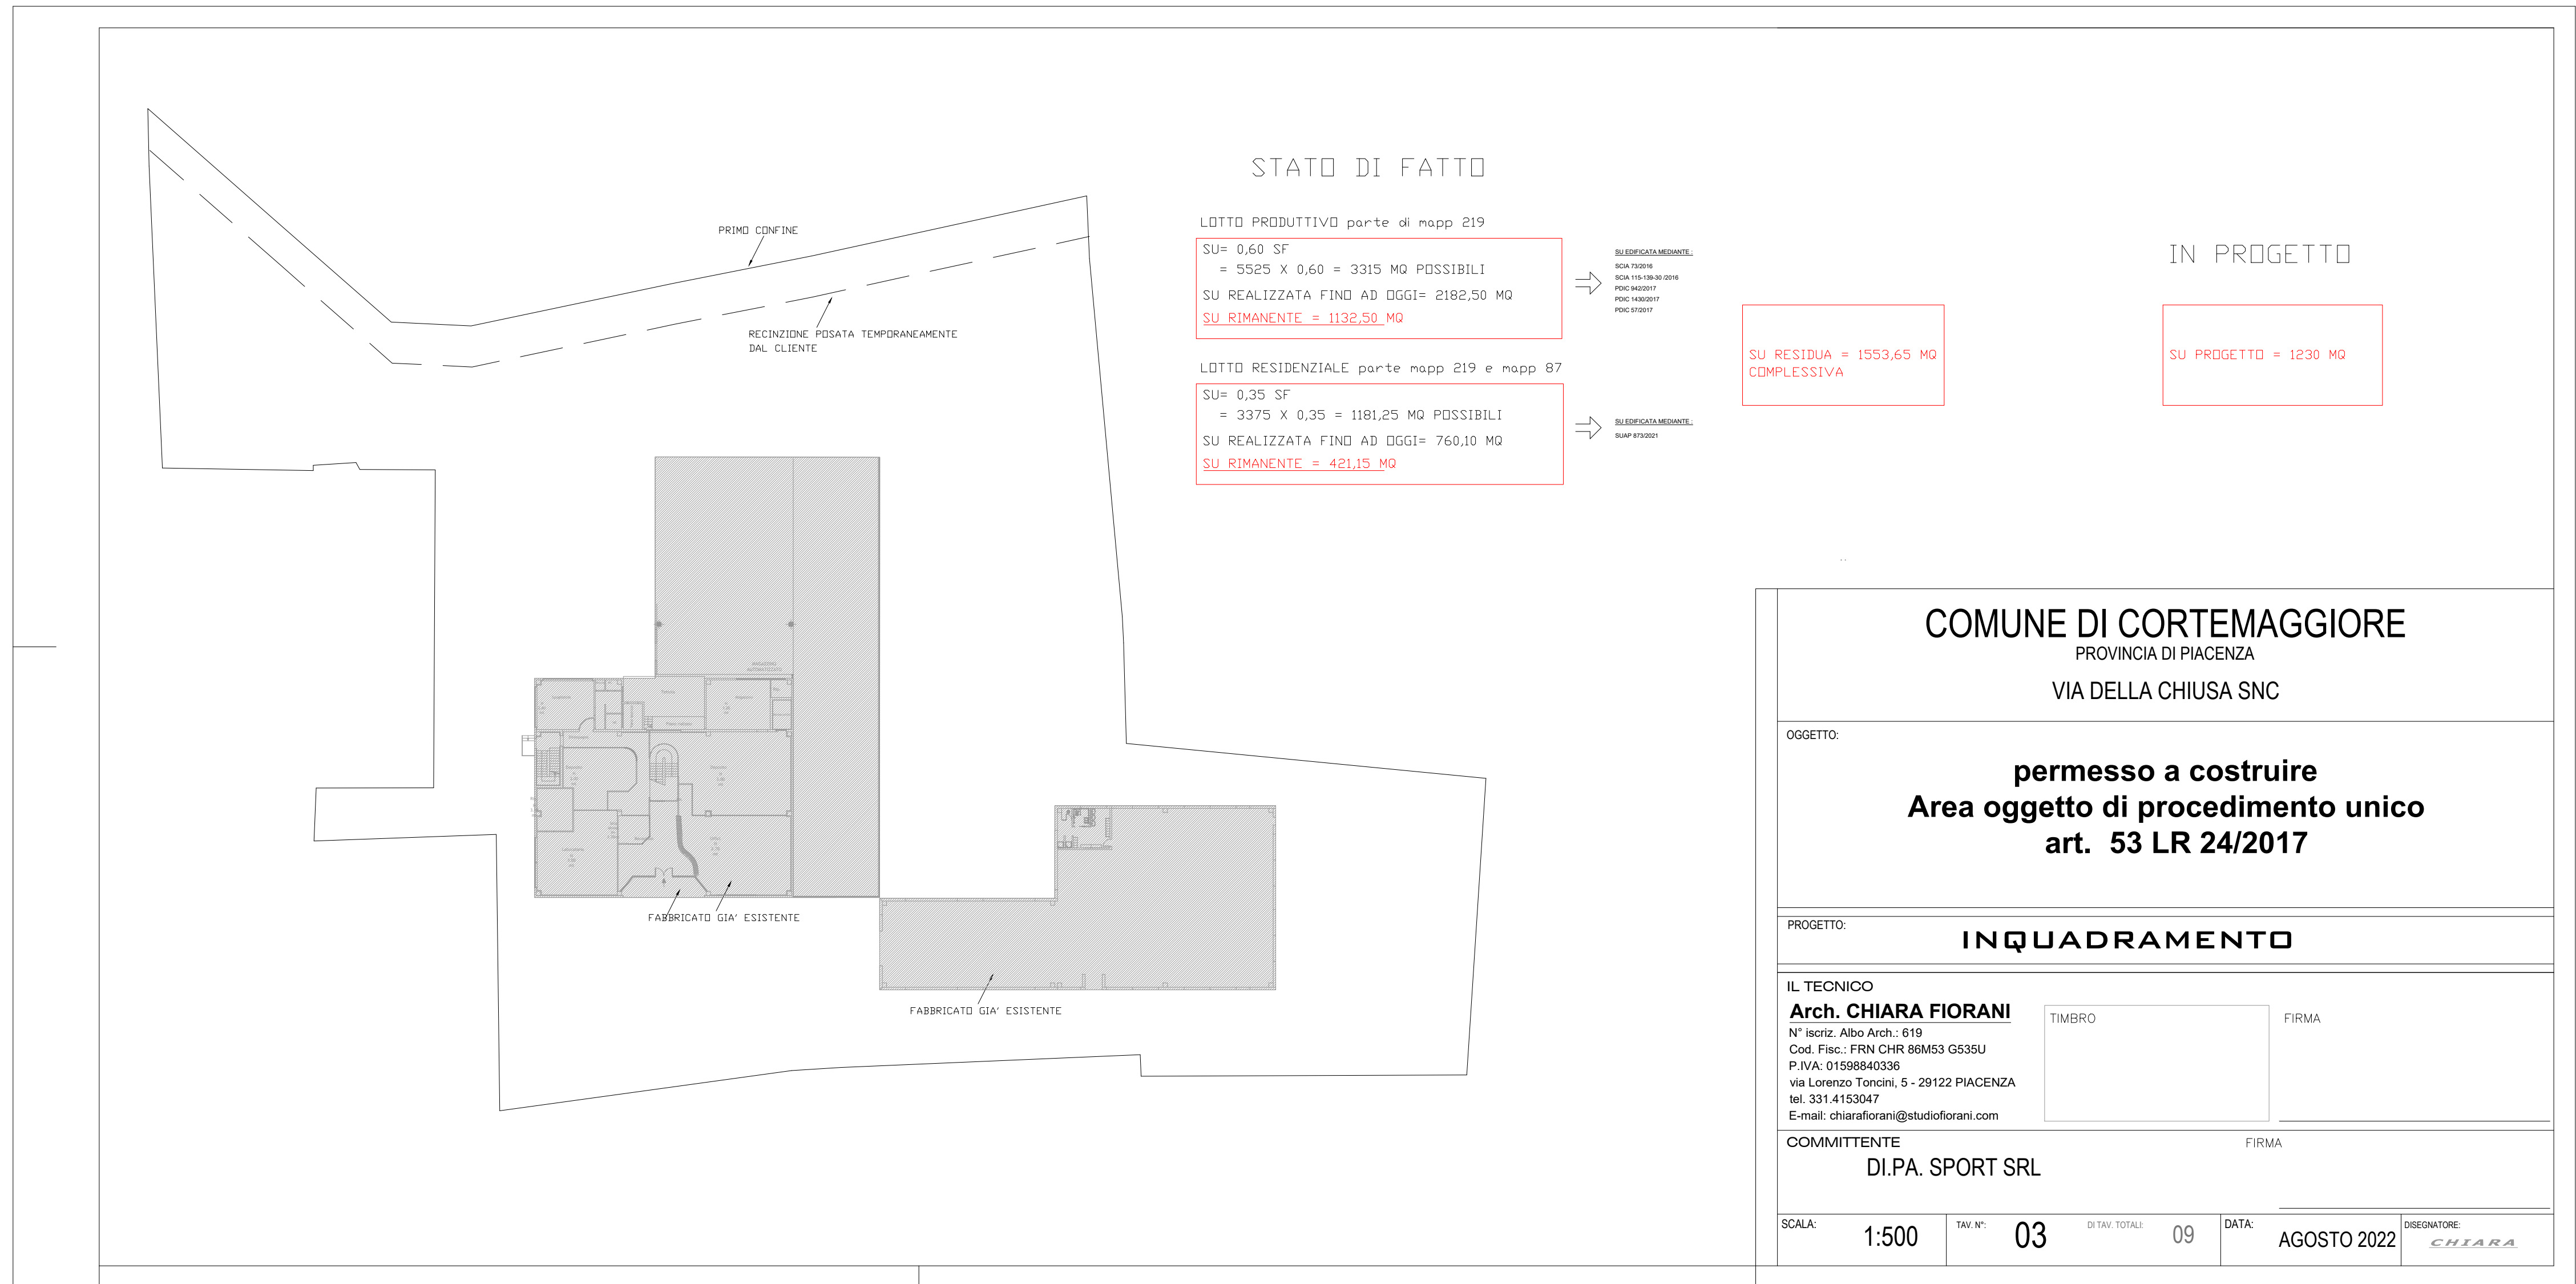 STATO DI FATTO
LOTTO PRODUTTIVO parte di mapp 219
SU= 0,60 SF
= 5525 X 0,60 = 3315 MQ POSSIBILI
SU REALIZZATA FINO AD OGGI= 2182,50 MQ
SU RIMANENTE = 1132,50 MQ
SU EDIFICATA MEDIANTE :
SCIA 73/2016
SCIA 115-139-30 /2016
PDIC 942/2017
PDIC 1430/2017
PDIC 57/2017
LOTTO RESIDENZIALE parte mapp 219 e mapp 87
SU= 0,35 SF
= 3375 X 0,35 = 1181,25 MQ POSSIBILI
SU REALIZZATA FINO AD OGGI= 760,10 MQ
SU RIMANENTE = 421,15 MQ
SU EDIFICATA MEDIANTE :
SUAP 873/2021
SU RESIDUA = 1553,65 MQ
COMPLESSIVA
IN PROGETTO
SU PROGETTO = 1230 MQ
PRIMO CONFINE
RECINZIONE POSATA TEMPORANEAMENTE
DAL CLIENTE
MAGAZZINO
AUTOMATIZZATO
FABBRICATO GIA' ESISTENTE
FABBRICATO GIA' ESISTENTE
COMUNE DI CORTEMAGGIORE
PROVINCIA DI PIACENZA
VIA DELLA CHIUSA SNC
OGGETTO:
permesso a costruire
Area oggetto di procedimento unico
art. 53 LR 24/2017
PROGETTO:
INQUADRAMENTO
IL TECNICO
Arch. CHIARA FIORANI
N° iscriz. Albo Arch.: 619
Cod. Fisc.: FRN CHR 86M53 G535U
P.IVA: 01598840336
via Lorenzo Toncini, 5 - 29122 PIACENZA
tel. 331.4153047
E-mail: chiarafiorani@studiofiorani.com
TIMBRO
FIRMA
COMMITTENTE
FIRMA
DI.PA. SPORT SRL
SCALA:
1:500
TAV. N°:
03
DI TAV. TOTALI:
09
DATA:
AGOSTO 2022
DISEGNATORE:
CHIARA